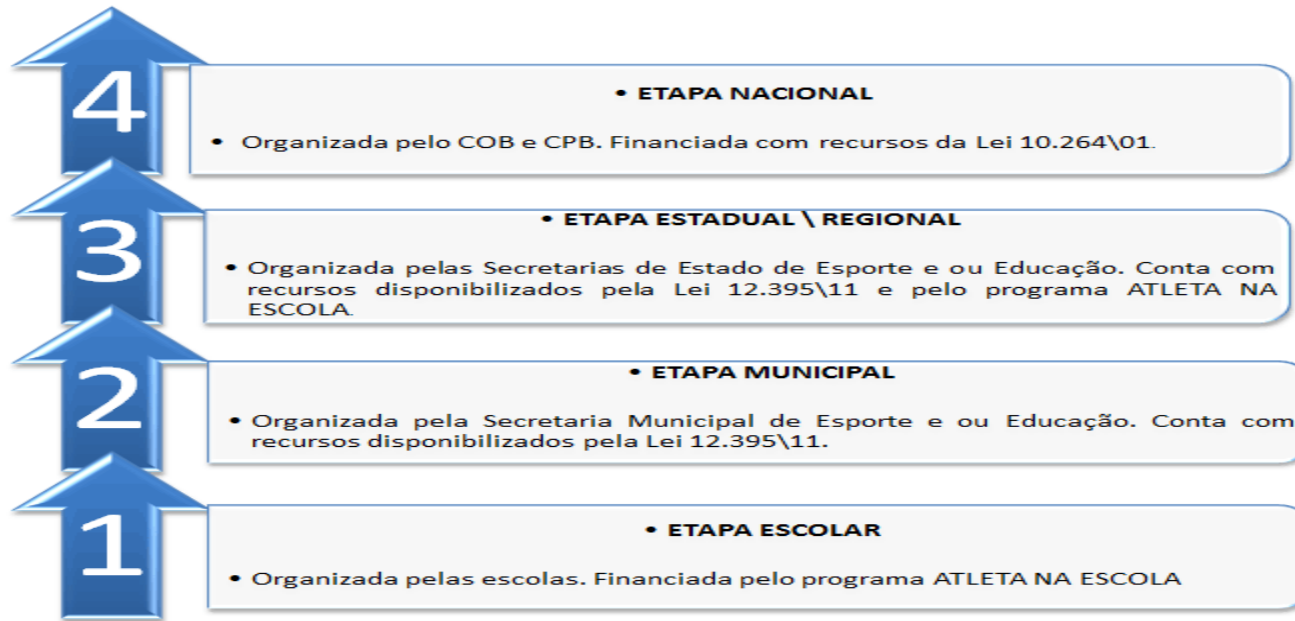 4
• ETAPA NACIONAL
• Organizada pelo COB e CPB. Financiada com recursos da Lei 10.264\01.
3
• ETAPA ESTADUAL \ REGIONAL
• Organizada pelas Secretarias de Estado de Esporte e ou Educação. Conta com
recursos disponibilizados pela Lei 12.395\11 e pelo programa ATLETA NA
ESCOLA.
2
• ETAPA MUNICIPAL
• Organizada pela Secretaria Municipal de Esporte e ou Educação. Conta com
recursos disponibilizados pela Lei 12.395\11.
1
• ETAPA ESCOLAR
• Organizada pelas escolas. Financiada pelo programa ATLETA NA ESCOLA